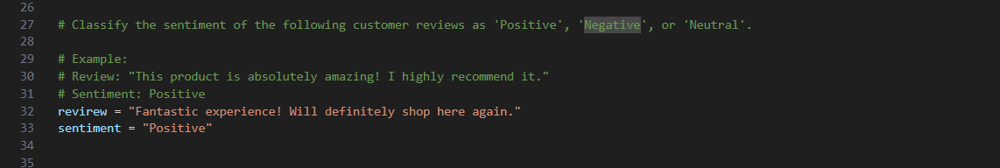 26
27 # Classify the sentiment of the following customer reviews as 'Positive', 'Negative', or 'Neutral'.
28
29 # Example:
30 # Review: "This product is absolutely amazing! I highly recommend it."
31 # Sentiment: Positive
32 revirew = "Fantastic experience! Will definitely shop here again."
33 sentiment = "Positive"
34
35